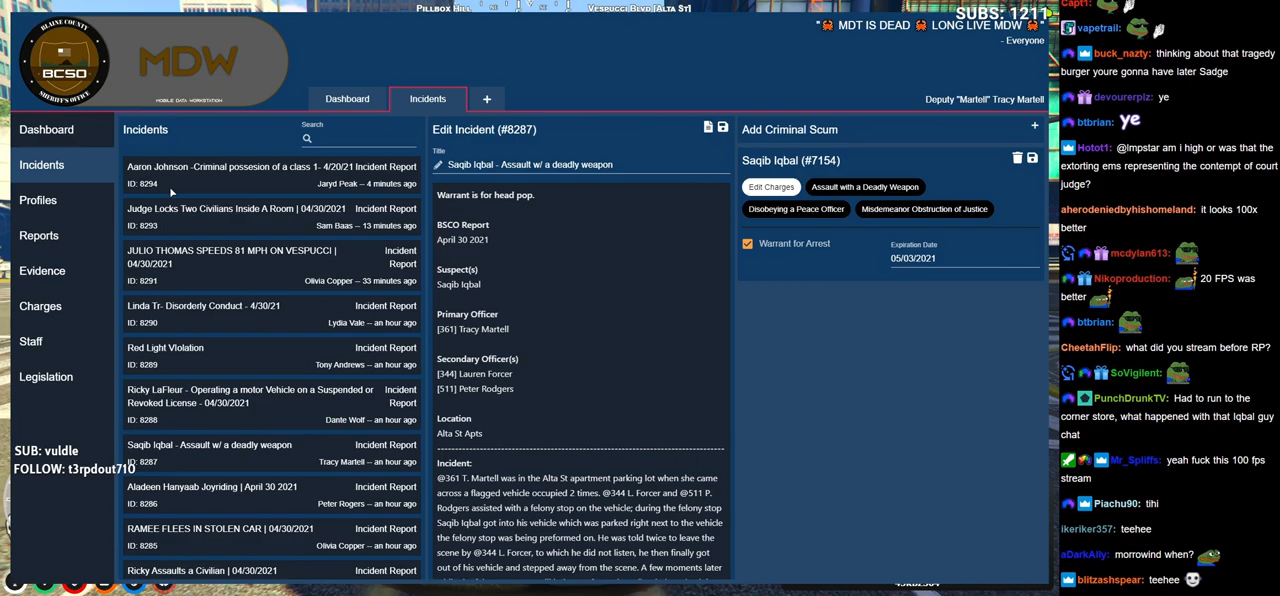 PILLBOX HILL
NE
N
VESPUCCI BLVD [ALTA ST]
SUBS: 1211
BLAINE COUNTY
BCSO
SHERIFF'S OFFICE
MDW
MOBILE DATA WORKSTATION
" 🦀 MDT IS DEAD 🦀 LONG LIVE MDW 🦀 "
- Everyone
Dashboard
Incidents
+
Deputy "Martell" Tracy Martell
Dashboard
Incidents
Profiles
Reports
Evidence
Charges
Staff
Legislation
SUB: vuldle
FOLLOW: t3rpdout710
Incidents
Search
Aaron Johnson -Criminal possesion of a class 1- 4/20/21 Incident Report
ID: 8294 Jaryd Peak – 4 minutes ago
Judge Locks Two Civilians Inside A Room | 04/30/2021 Incident Report
ID: 8293 Sam Baas – 13 minutes ago
JULIO THOMAS SPEEDS 81 MPH ON VESPUCCI | Incident
04/30/2021 Report
ID: 8291 Olivia Copper – 33 minutes ago
Linda Tr- Disorderly Conduct - 4/30/21 Incident Report
ID: 8290 Lydia Vale – an hour ago
Red Light VIolation Incident Report
ID: 8289 Tony Andrews – an hour ago
Ricky LaFleur - Operating a motor Vehicle on a Suspended or Incident
Revoked License - 04/30/2021 Report
ID: 8288 Dante Wolf – an hour ago
Saqib Iqbal - Assault w/ a deadly weapon Incident Report
ID: 8287 Tracy Martell – an hour ago
Aladeen Hanyaab Joyriding | April 30 2021 Incident Report
ID: 8286 Peter Rogers – an hour ago
RAMEE FLEES IN STOLEN CAR | 04/30/2021 Incident Report
ID: 8285 Olivia Copper – an hour ago
Ricky Assaults a Civilian | 04/30/2021 Incident Report
Edit Incident (#8287)
Title
Saqib Iqbal - Assault w/ a deadly weapon
Warrant is for head pop.
BSCO Report
April 30 2021
Suspect(s)
Saqib Iqbal
Primary Officer
[361] Tracy Martell
Secondary Officer(s)
[344] Lauren Forcer
[511] Peter Rodgers
Location
Alta St Apts
Incident:
@361 T. Martell was in the Alta St apartment parking lot when she came
across a flagged vehicle occupied 2 times. @344 L. Forcer and @511 P.
Rodgers assisted with a felony stop on the vehicle; during the felony stop
Saqib Iqbal got into his vehicle which was parked right next to the vehicle
the felony stop was being preformed on. He was told twice to leave the
scene by @344 L. Forcer, to which he did not listen, he then finally got
out of his vehicle and stepped away from the scene. A few moments later
Add Criminal Scum
+
Saqib Iqbal (#7154)
Edit Charges
Assault with a Deadly Weapon
Disobeying a Peace Officer
Misdemeanor Obstruction of Justice
Warrant for Arrest
Expiration Date
05/03/2021
Capt1:
vapetrail:
buck_nazty: thinking about that tragedy
burger youre gonna have later Sadge
devourerplz: ye
btbrian: ye
Hotot1: @Impstar am i high or was that the
extorting ems representing the contempt of court
judge?
aherodeniedbyhishomeland: it looks 100x
better
mcdylan613:
Nikoproduction: 20 FPS was
better
btbrian:
CheetahFlip: what did you stream before RP?
SoVigilent:
PunchDrunkTV: Had to run to the
corner store, what happened with that Iqbal guy
chat
Mr_Spliffs: yeah fuck this 100 fps
stream
Piachu90: tihi
ikeriker357: teehee
aDarkAlly: morrowind when?
blitzashspear: teehee